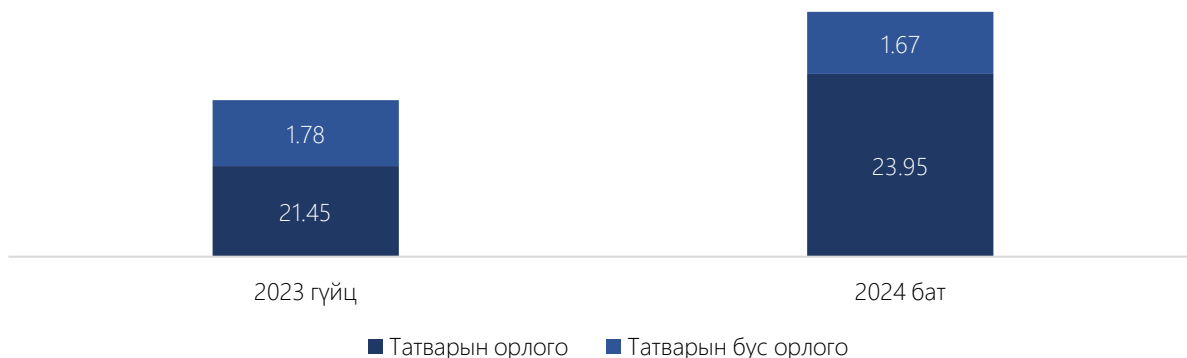 1.67
1.78
23.95
21.45
2023 гүйц
2024 бат
Татварын орлого
Татварын бус орлого